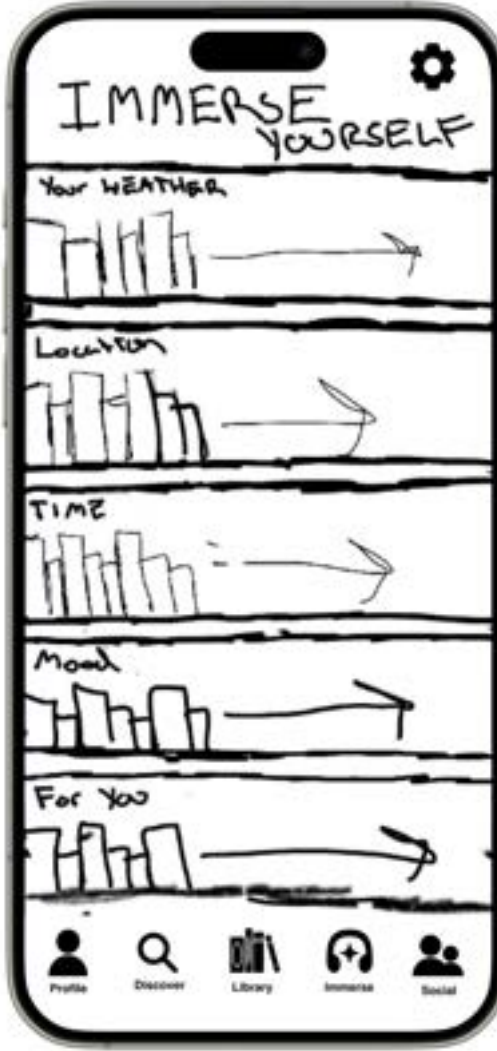 IMMERSE
YOURSELF
Your WEATHER
Location
TIME
Mood
For You
Profile
Discover
Library
Immerse
Social